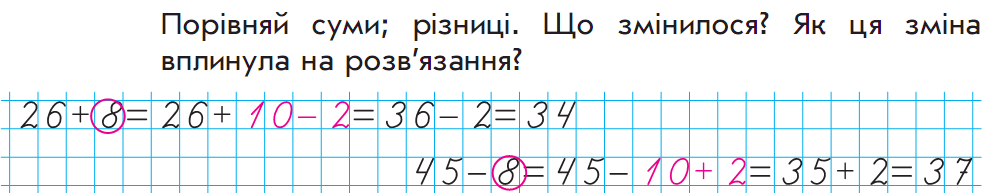 Порівняй суми; різниці. Що змінилося? Як ця зміна
вплинула на розв'язання?
26+8=26+10-2=36-2=34
45-8=45-10+2=35+2=37